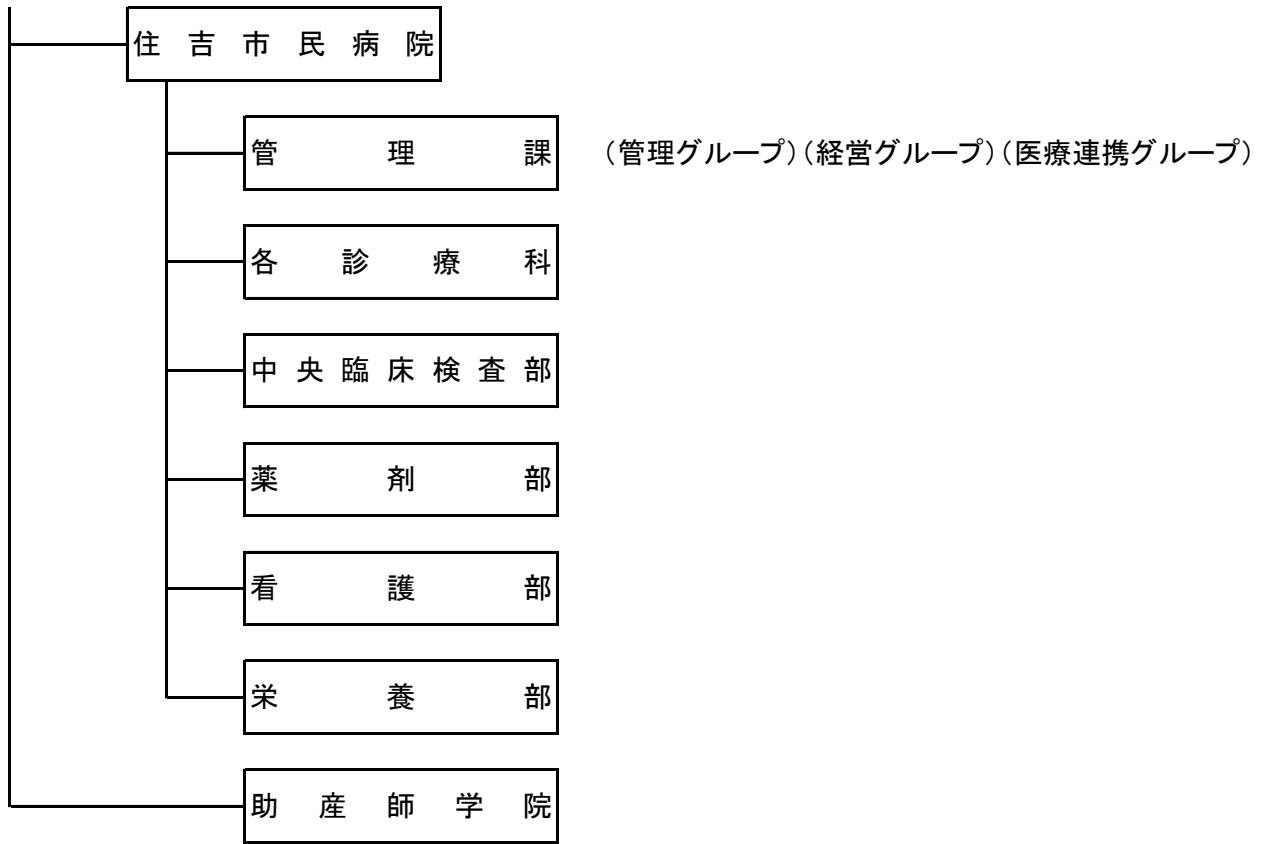 住吉市民病院
管理課 （管理グループ）（経営グループ）（医療連携グループ）
各診療科
中央臨床検査部
薬剤部
看護部
栄養部
助産師学院